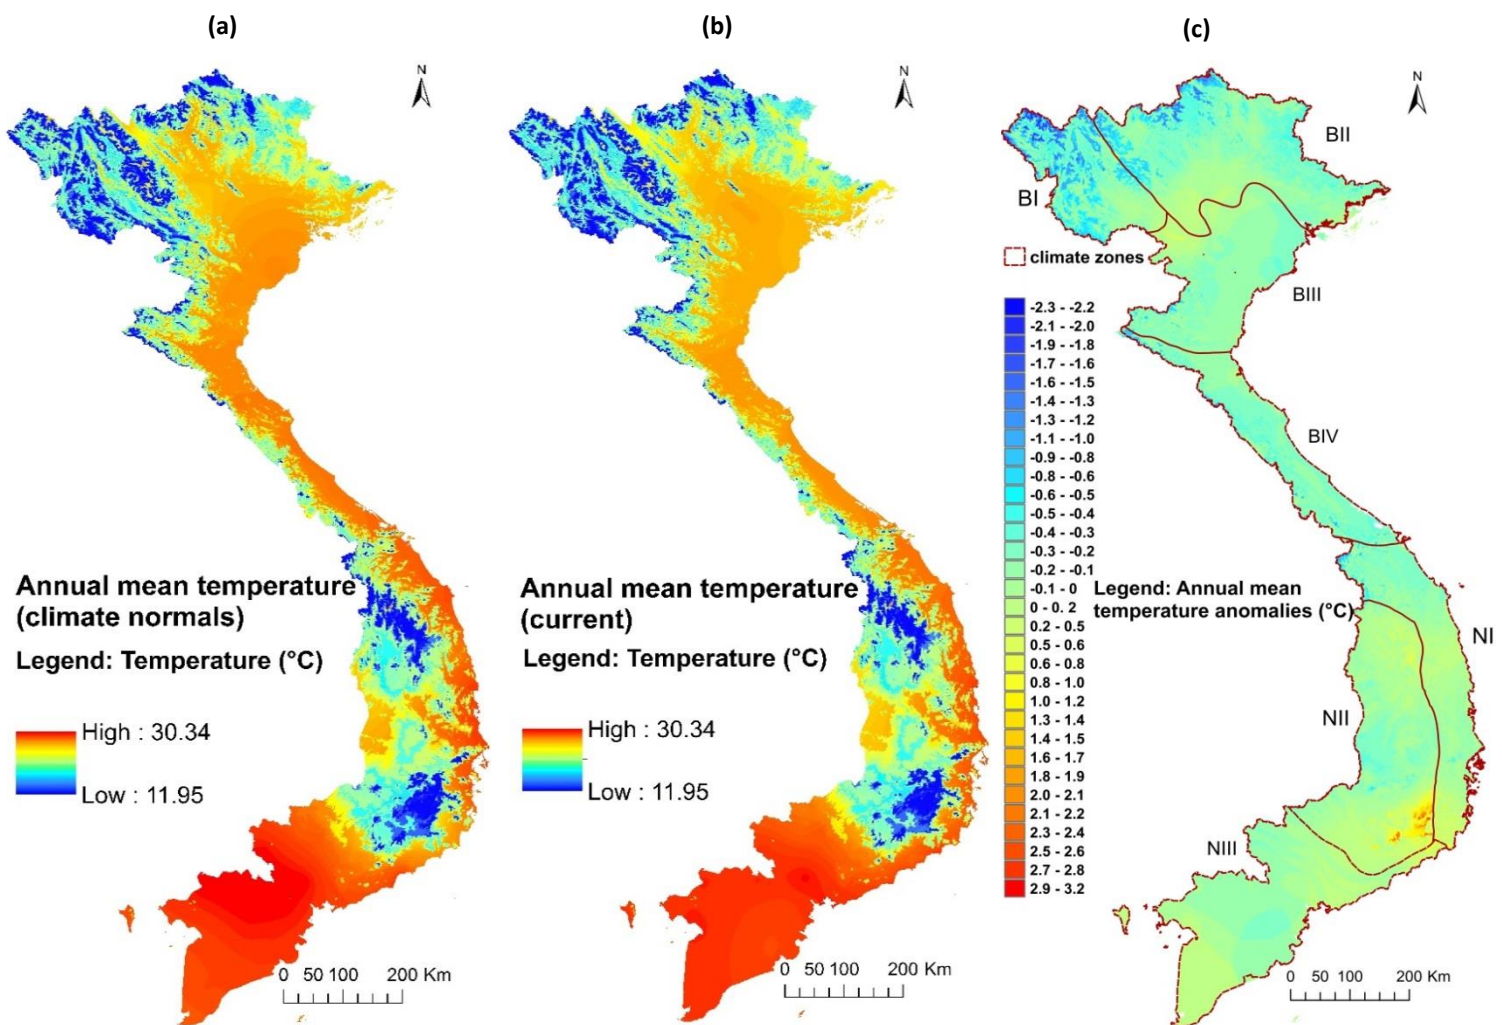 (a)
N
Annual mean temperature
(climate normals)
Legend: Temperature (°C)
High : 30.34
Low : 11.95
0 50 100 200 Km
(b)
N
Annual mean temperature
(current)
Legend: Temperature (°C)
High : 30.34
Low : 11.95
0 50 100 200 Km
(c)
N
BII
BI
climate zones
BIII
BIV
-2.3 - -2.2
-2.1 - -2.0
-1.9 - -1.8
-1.7 - -1.6
-1.6 - -1.5
-1.4 - -1.3
-1.3 - -1.2
-1.1 - -1.0
-0.9 - -0.8
-0.8 - -0.6
-0.6 - -0.5
-0.5 - -0.4
-0.4 - -0.3
-0.3 - -0.2
-0.2 - -0.1
-0.1 - 0
0 - 0.2
0.2 - 0.5
0.5 - 0.6
0.6 - 0.8
0.8 - 1.0
1.0 - 1.2
1.3 - 1.4
1.4 - 1.5
1.6 - 1.7
1.8 - 1.9
2.0 - 2.1
2.1 - 2.2
2.3 - 2.4
2.5 - 2.6
2.7 - 2.8
2.9 - 3.2
Legend: Annual mean
temperature anomalies (°C)
NI
NII
NIII
0 50 100 200 Km